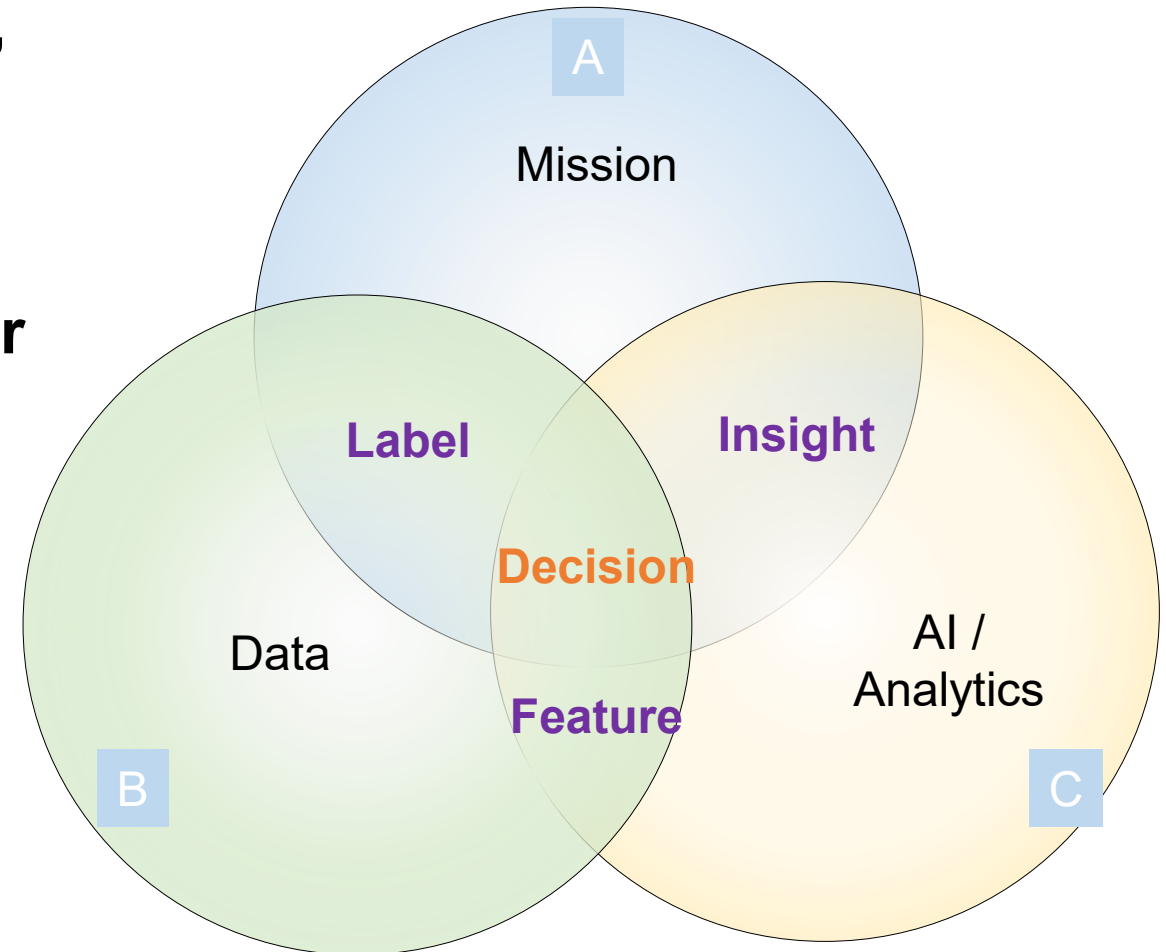 A
Mission
r
Label
Insight
Decision
Data
AI /
Analytics
Feature
B
C